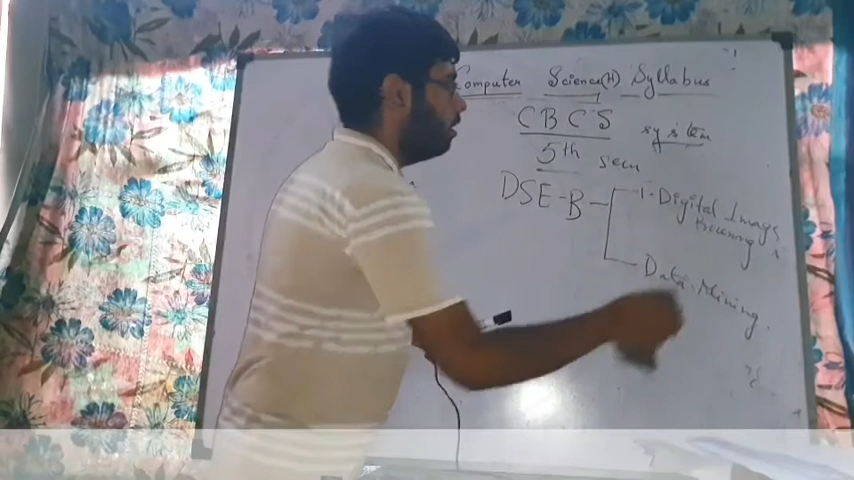 Computer Science(H) Syllabus
CBCS system
5th sem
DSE-B
1. Digital Image
Processing
Data Mining